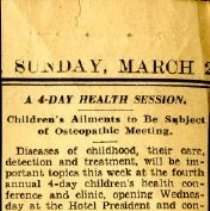 SUNDAY, MARCH 2
A 4-DAY HEALTH SESSION.
Children's Ailments to Be Subject
of Osteopathic Meeting.
Diseases of childhood, their care,
detection and treatment, will be im-
portant topics this week at the fourth
annual 4-day children's health con-
ference and clinic, opening Wednes-
day at the Hotel President and con-